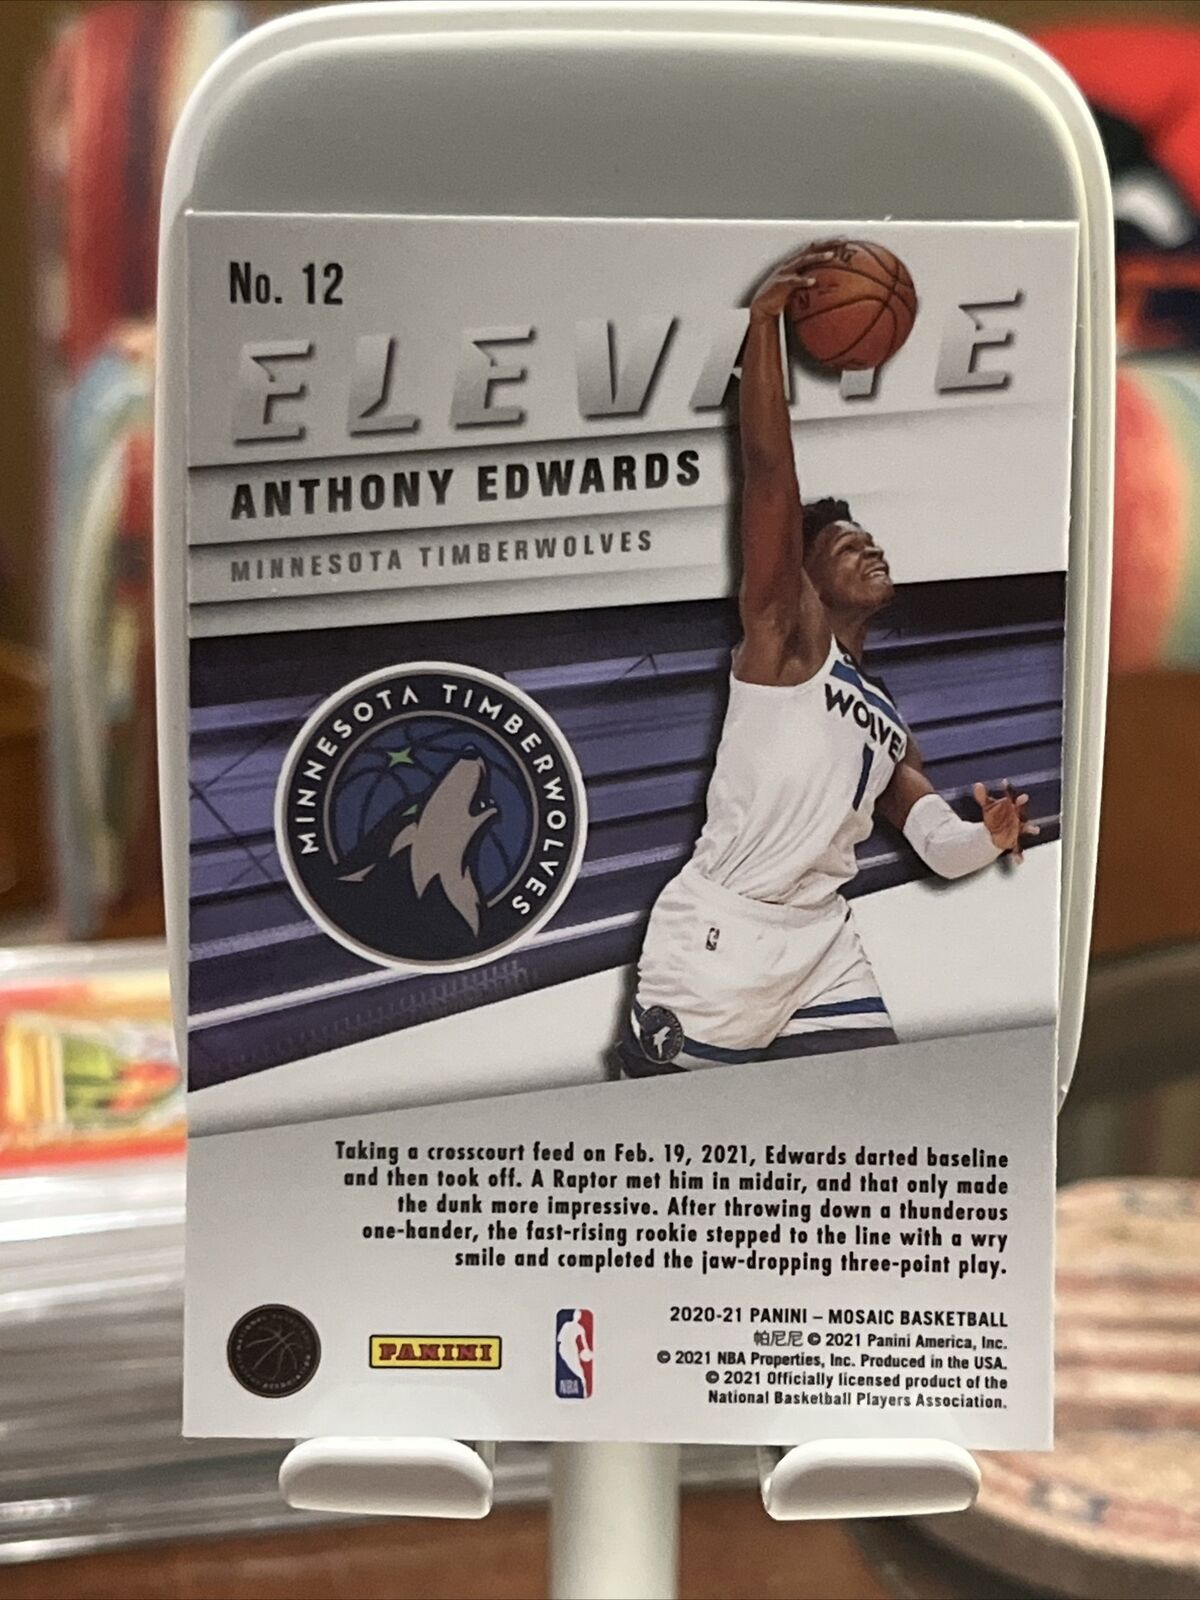 No. 12
ELEVATE
ANTHONY EDWARDS
MINNESOTA TIMBERWOLVES
MINNESOTA TIMBERWOLVES
WOLVE
1
Taking a crosscourt feed on Feb. 19, 2021, Edwards darted baseline
and then took off. A Raptor met him in midair, and that only made
the dunk more impressive. After throwing down a thunderous
one-hander, the fast-rising rookie stepped to the line with a wry
smile and completed the jaw-dropping three-point play.
PANINI
NBA
2020-21 PANINI – MOSAIC BASKETBALL
帕尼尼 © 2021 Panini America, Inc.
© 2021 NBA Properties, Inc. Produced in the USA.
© 2021 Officially licensed product of the
National Basketball Players Association.